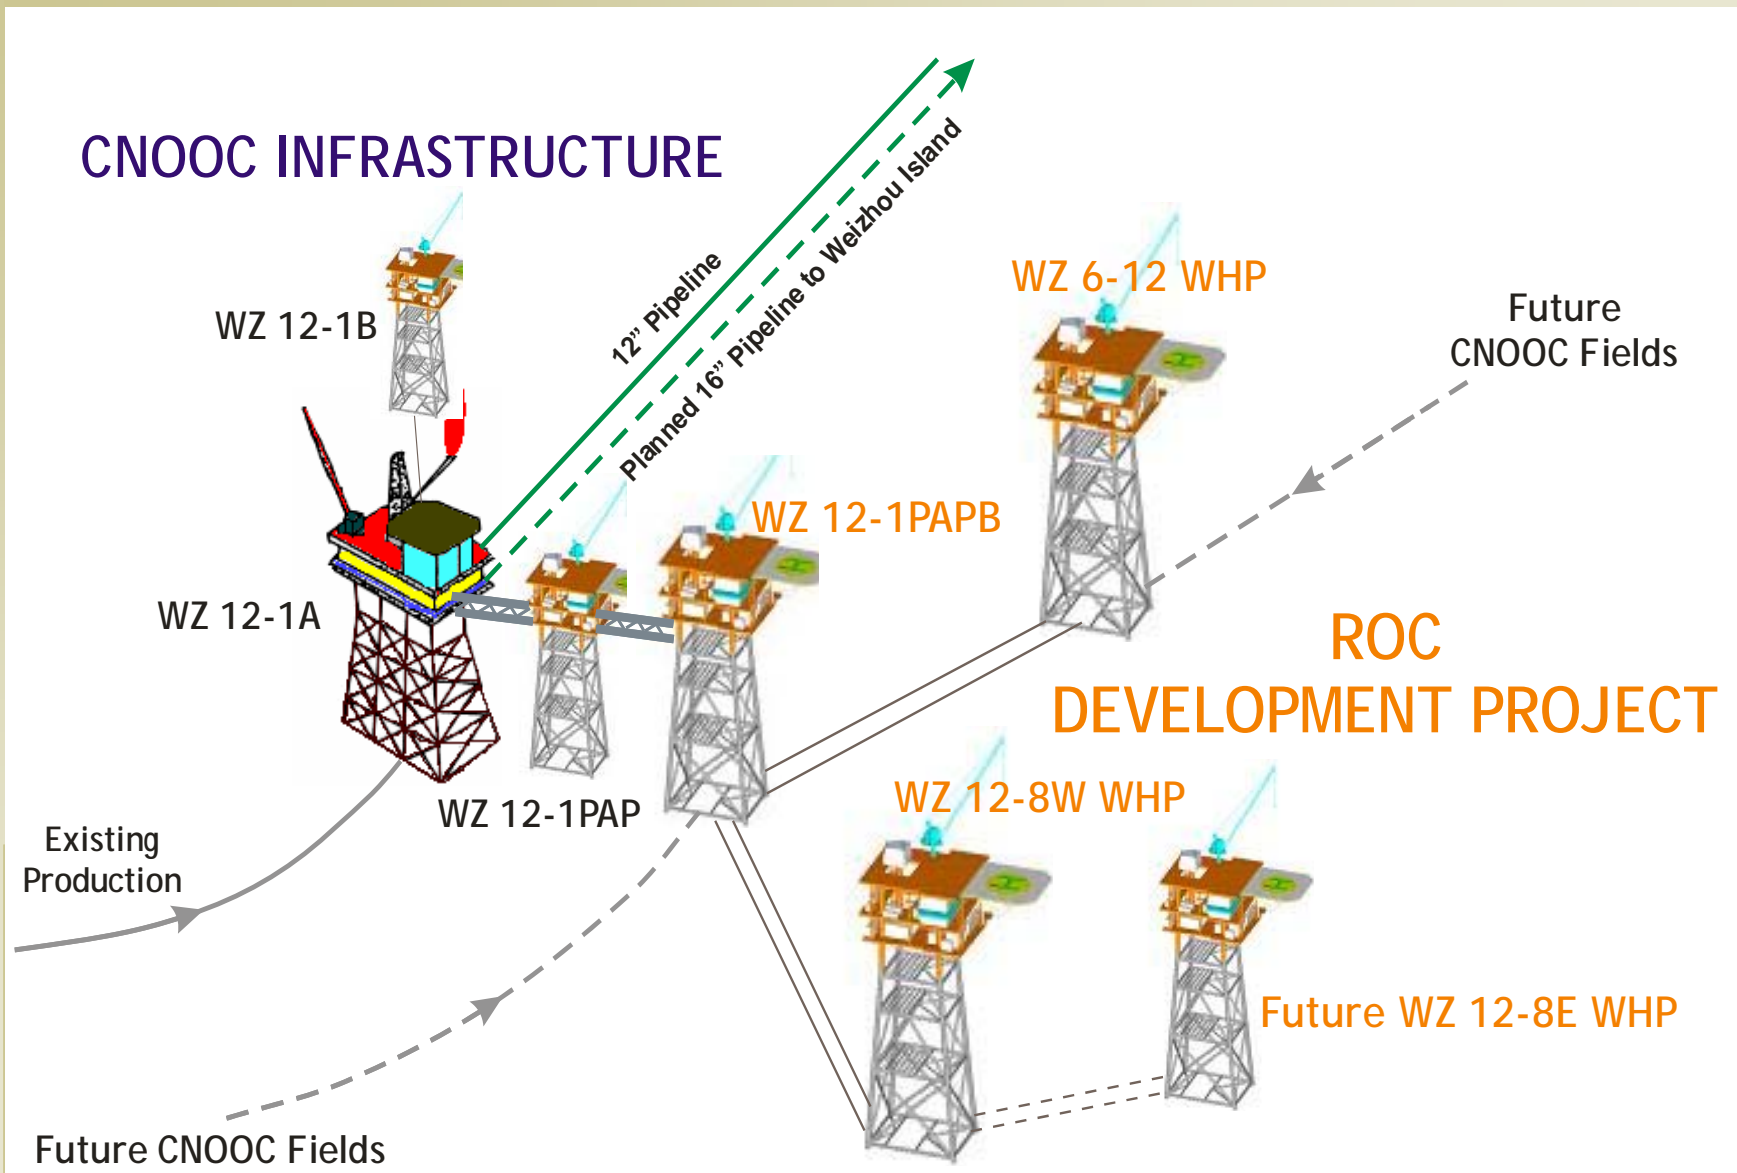 CNOOC INFRASTRUCTURE
WZ 12-1B
12” Pipeline
Planned 16” Pipeline to Weizhou Island
WZ 6-12 WHP
Future
CNOOC Fields
WZ 12-1PAPB
WZ 12-1A
ROC
DEVELOPMENT PROJECT
WZ 12-1PAP
WZ 12-8W WHP
Existing
Production
Future WZ 12-8E WHP
Future CNOOC Fields